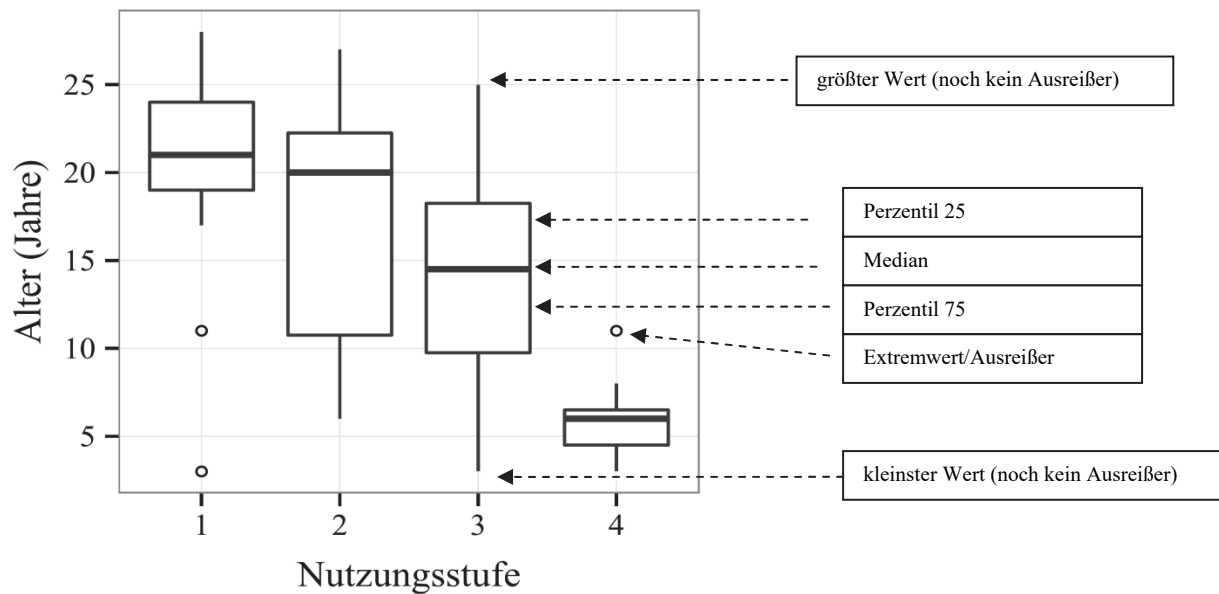 Alter (Jahre)
25
20
15
10
5
1 2 3 4
Nutzungsstufe
größter Wert (noch kein Ausreißer)
Perzentil 25
Median
Perzentil 75
Extremwert/Ausreißer
kleinster Wert (noch kein Ausreißer)